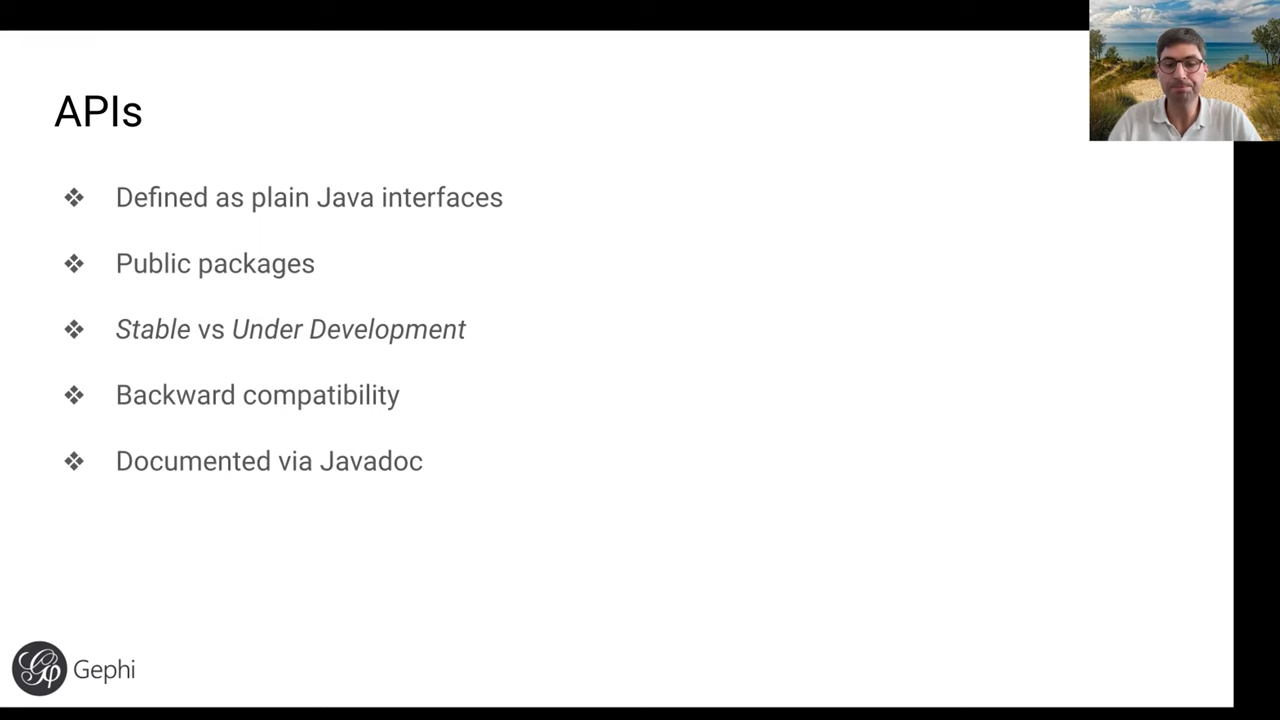 APIs
❖ Defined as plain Java interfaces
❖ Public packages
❖ Stable vs Under Development
❖ Backward compatibility
❖ Documented via Javadoc
Gephi